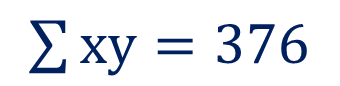 ∑ xy = 376